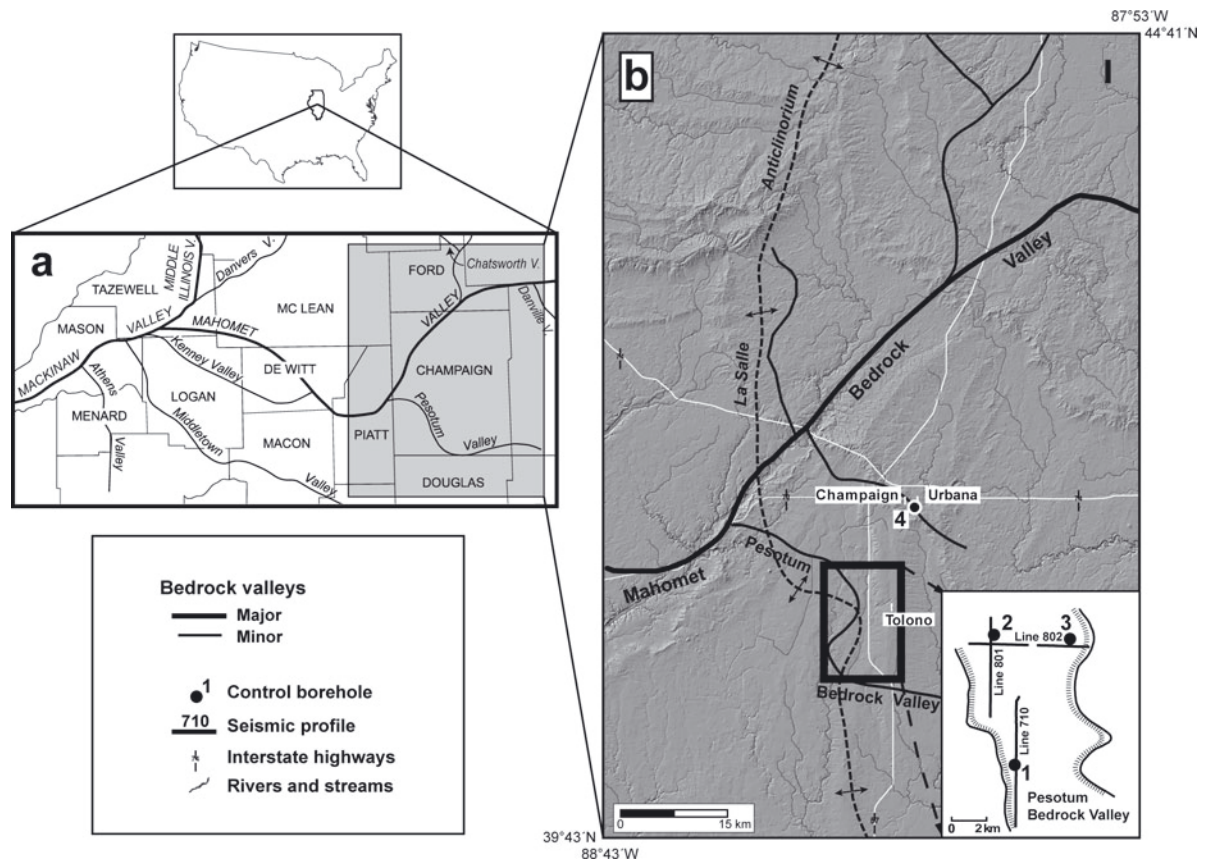 87°53´W
44°41´N
a
TAZEWELL
MIDDLE
ILLINOIS V.
Danvers V.
MC LEAN
FORD
Chatsworth V.
Danville V.
MASON
VALLEY
MAHOMET
VALLEY
MACKINAW
Athens
Valley
Kenney Valley
DE WITT
CHAMPAIGN
MENARD
LOGAN
Middletown
Valley
MACON
PIATT
Pesotum
Valley
DOUGLAS
Bedrock valleys
Major
Minor
1
Control borehole
710
Seismic profile
Interstate highways
Rivers and streams
b
I
Anticlinorium
La Salle
Valley
Bedrock
Mahomet
Champaign
Urbana
4
Pesotum
Tolono
Bedrock Valley
0 15 km
39°43´N
88°43´W
2
3
Line 802
Line 801
Line 710
1
Pesotum
Bedrock Valley
0 2 km